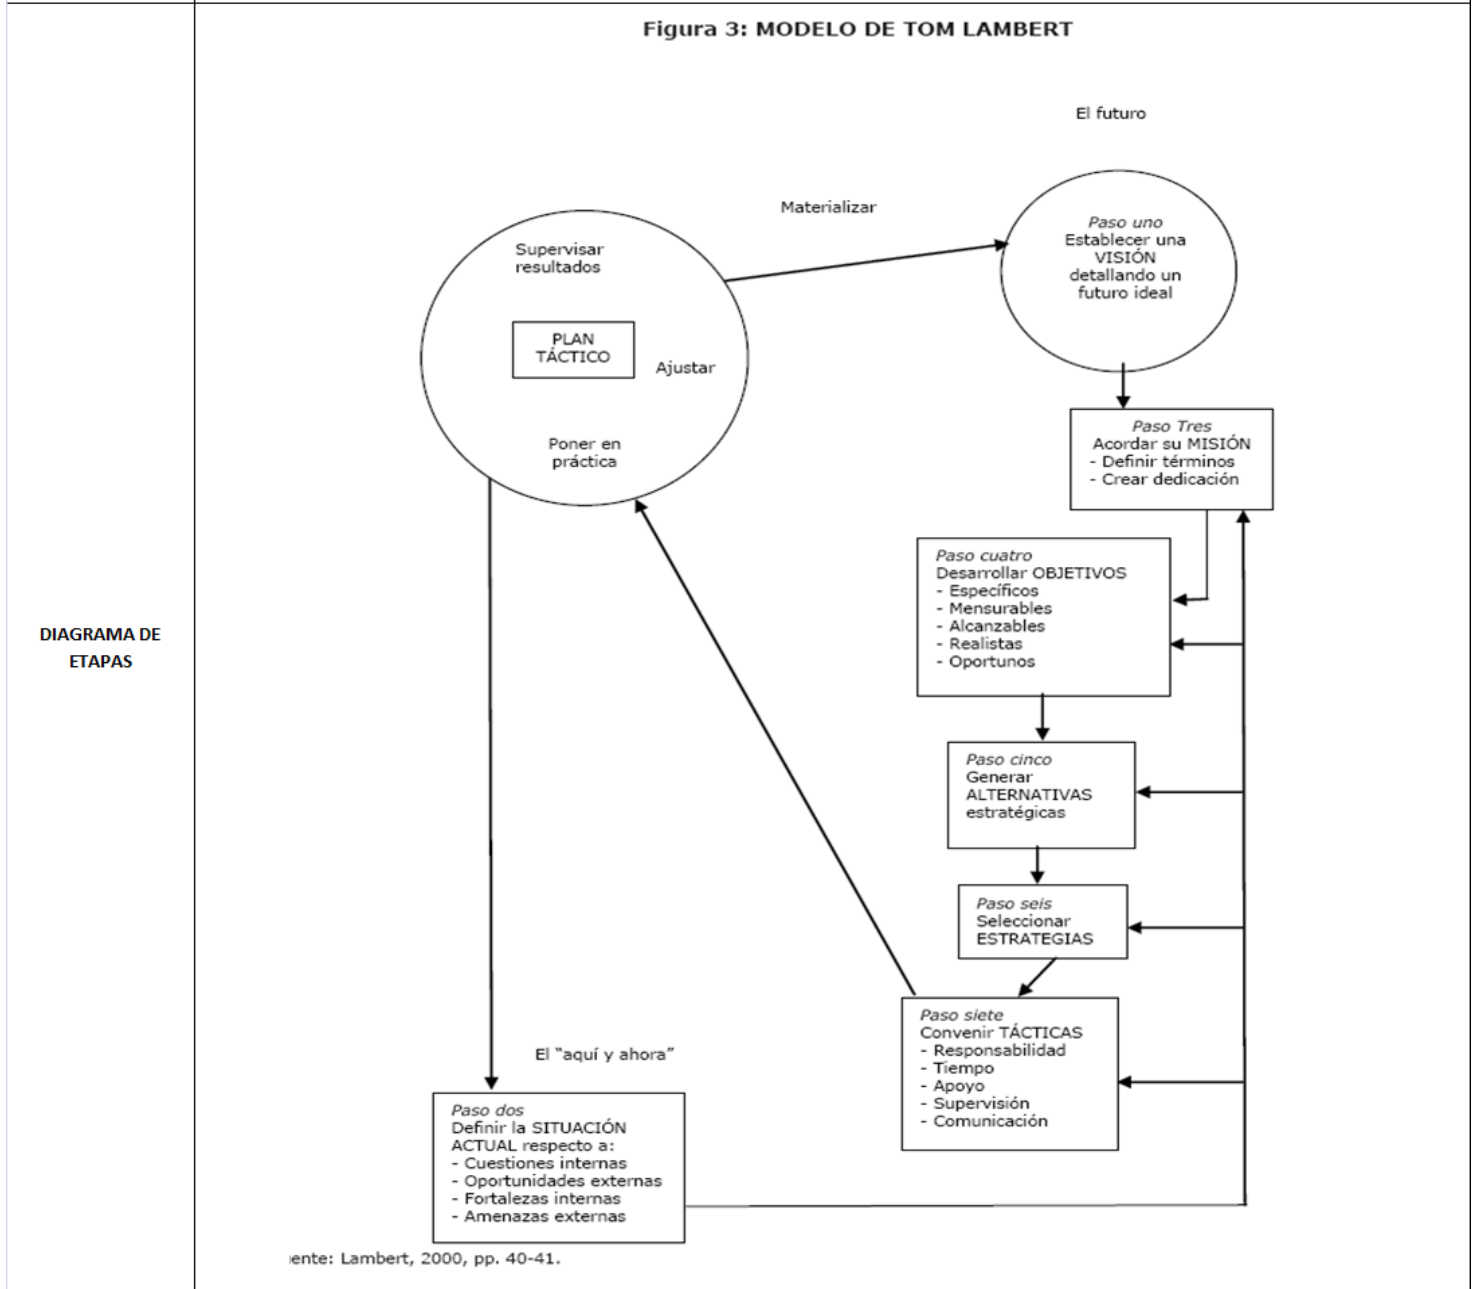 Figura 3: MODELO DE TOM LAMBERT
DIAGRAMA DE
ETAPAS
El futuro
Materializar
Supervisar
resultados
PLAN
TÁCTICO
Ajustar
Poner en
práctica
Paso uno
Establecer una
VISIÓN
detallando un
futuro ideal
Paso Tres
Acordar su MISIÓN
- Definir términos
- Crear dedicación
Paso cuatro
Desarrollar OBJETIVOS
- Específicos
- Mensurables
- Alcanzables
- Realistas
- Oportunos
Paso cinco
Generar
ALTERNATIVAS
estratégicas
Paso seis
Seleccionar
ESTRATEGIAS
Paso siete
Convenir TÁCTICAS
- Responsabilidad
- Tiempo
- Apoyo
- Supervisión
- Comunicación
El “aquí y ahora”
Paso dos
Definir la SITUACIÓN
ACTUAL respecto a:
- Cuestiones internas
- Oportunidades externas
- Fortalezas internas
- Amenazas externas
ente: Lambert, 2000, pp. 40-41.